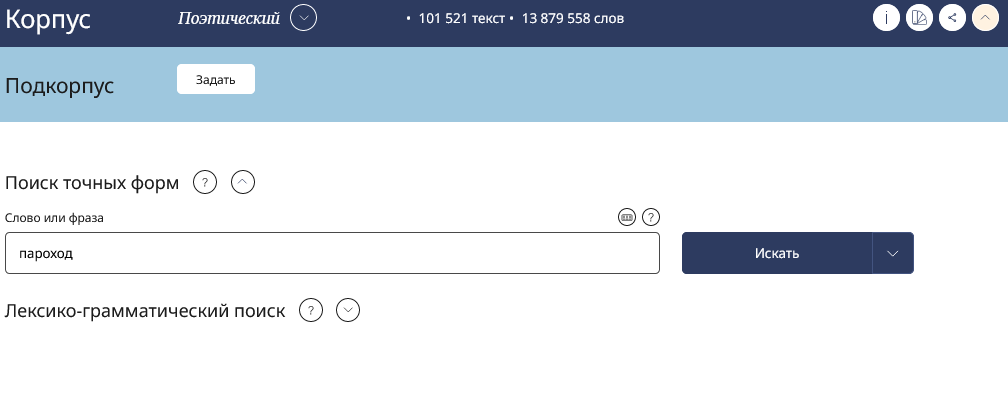 Корпус Поэтический • 101 521 текст • 13 879 558 слов i
Подкорпус Задать
Поиск точных форм ?
Слово или фраза ?
пароход Искать
Лексико-грамматический поиск ?